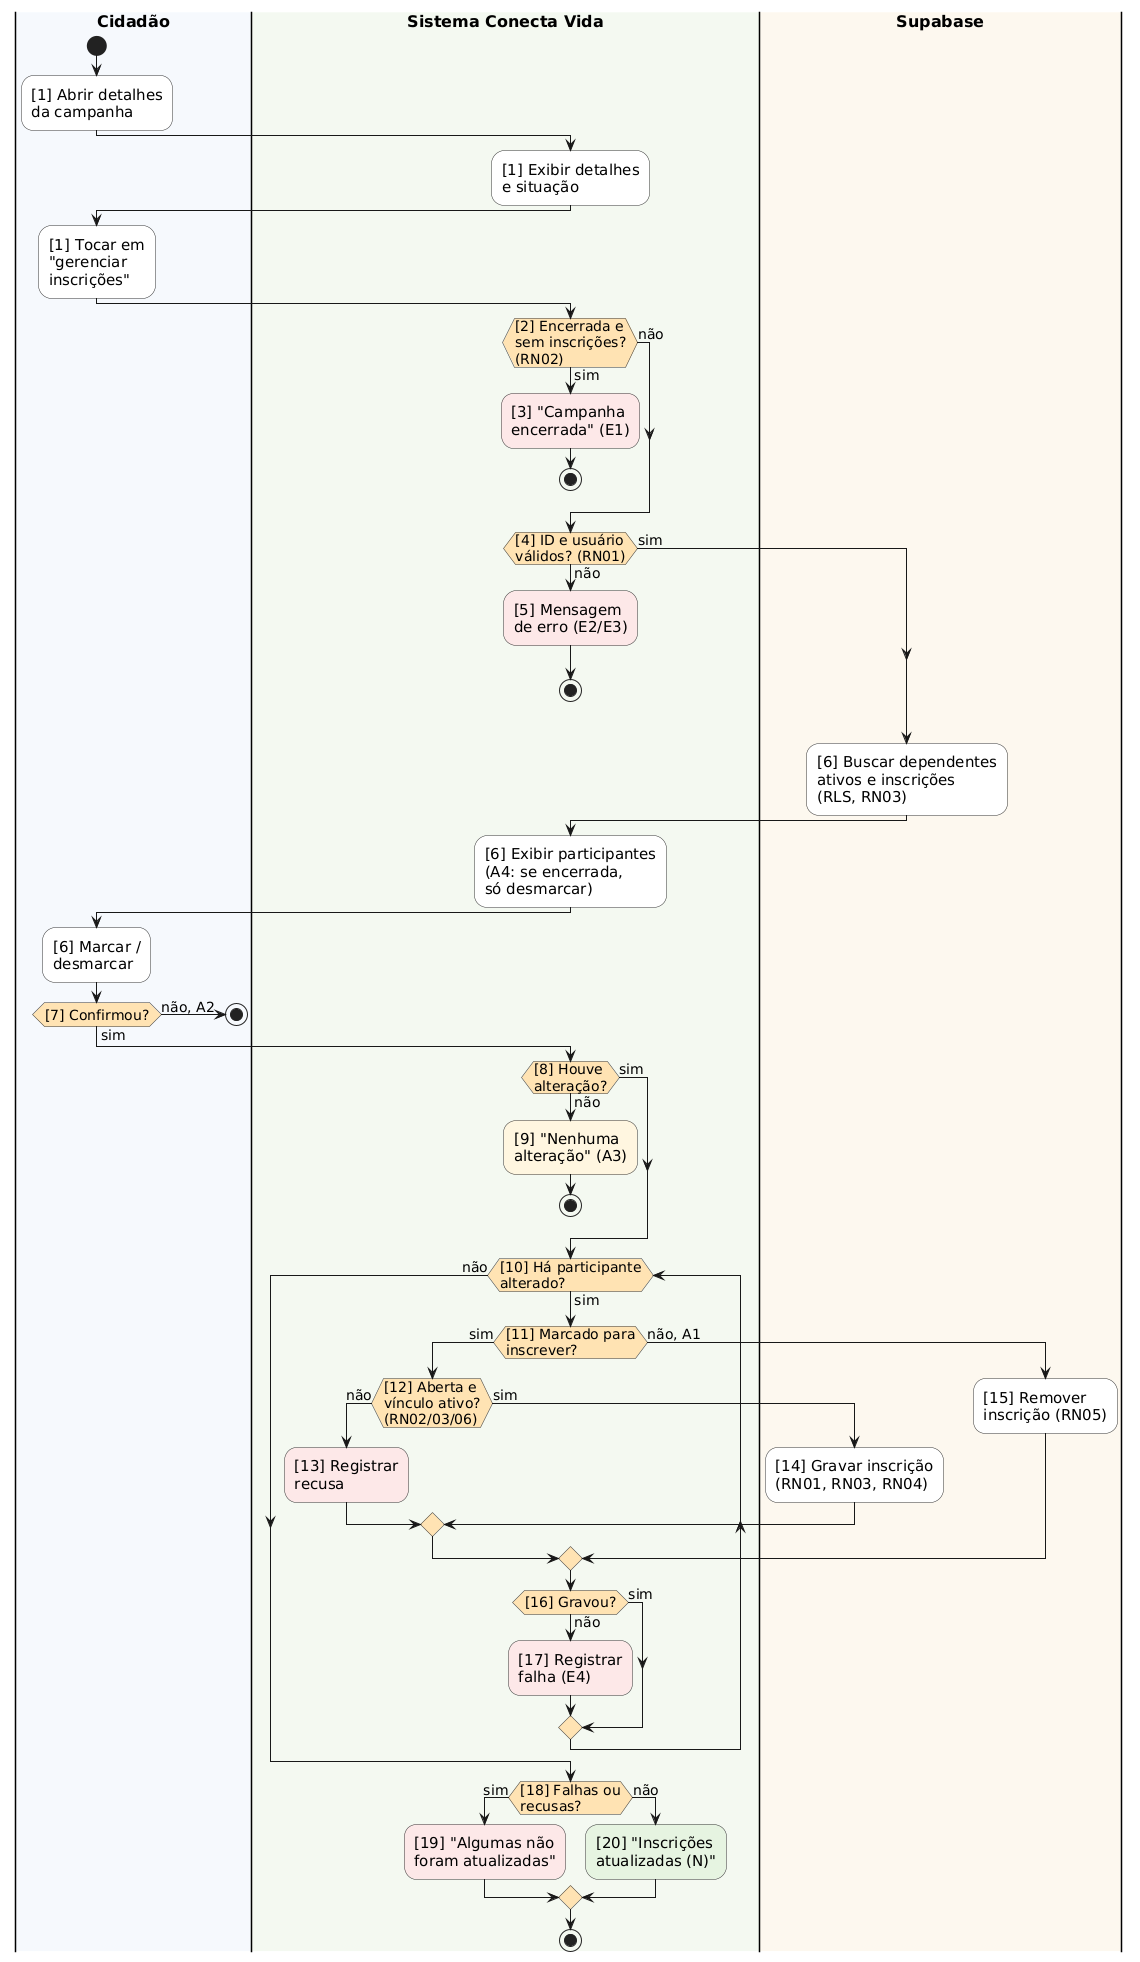 Cidadão
Sistema Conecta Vida
Supabase
[1] Abrir detalhes
da campanha
[1] Exibir detalhes
e situação
[1] Tocar em
"gerenciar
inscrições"
[2] Encerrada e
sem inscrições?
(RN02)
não
sim
[3] "Campanha
encerrada" (E1)
[4] ID e usuário
válidos? (RN01)
sim
não
[5] Mensagem
de erro (E2/E3)
[6] Buscar dependentes
ativos e inscrições
(RLS, RN03)
[6] Exibir participantes
(A4: se encerrada,
só desmarcar)
[6] Marcar /
desmarcar
[7] Confirmou?
não, A2
sim
[8] Houve
alteração?
sim
não
[9] "Nenhuma
alteração" (A3)
não
[10] Há participante
alterado?
sim
sim
[11] Marcado para
inscrever?
não, A1
não
[12] Aberta e
vínculo ativo?
(RN02/03/06)
sim
[15] Remover
inscrição (RN05)
[13] Registrar
recusa
[14] Gravar inscrição
(RN01, RN03, RN04)
[16] Gravou?
sim
não
[17] Registrar
falha (E4)
sim
[18] Falhas ou
recusas?
não
[19] "Algumas não
foram atualizadas"
[20] "Inscrições
atualizadas (N)"